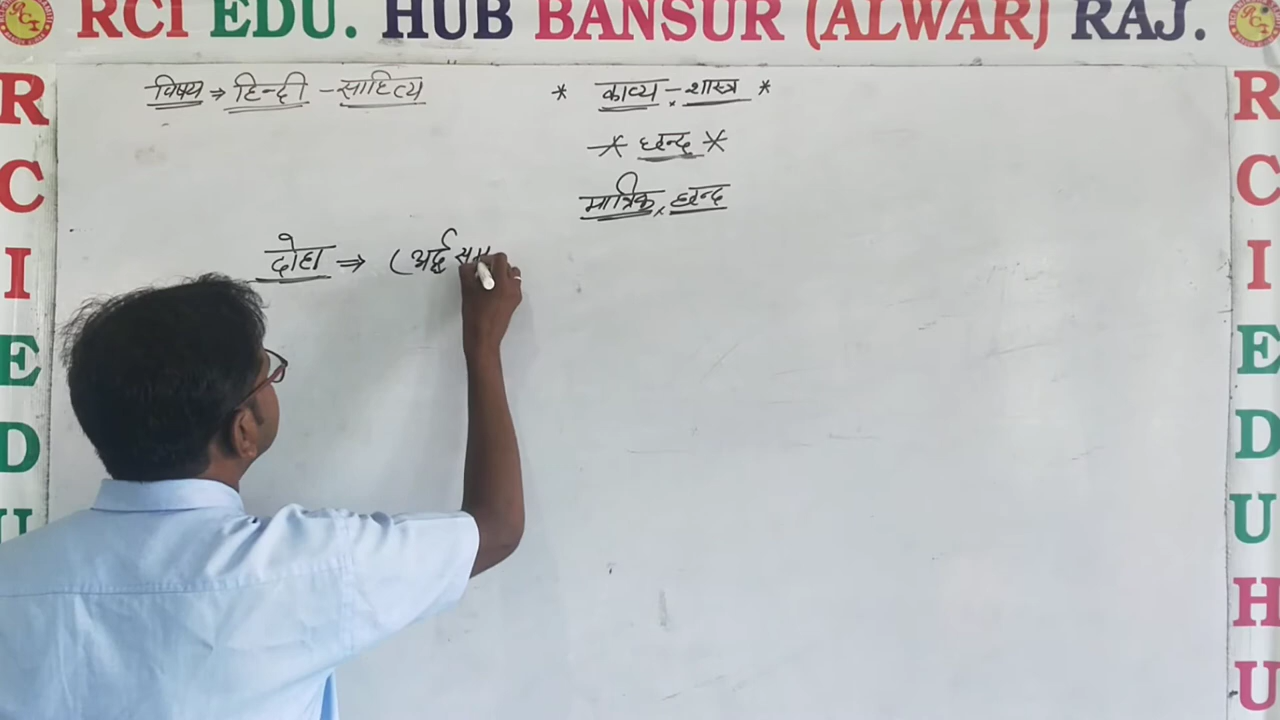 RCI EDU. HUB BANSUR (ALWAR) RAJ.
विषय ⇒ हिन्दी - साहित्य
* काव्य - शास्त्र *
* छन्द *
मात्रिक छन्द
दोहा ⇒ (अर्द्ध सम
R
C
I
E
D
U
R
C
I
E
D
U
H
U